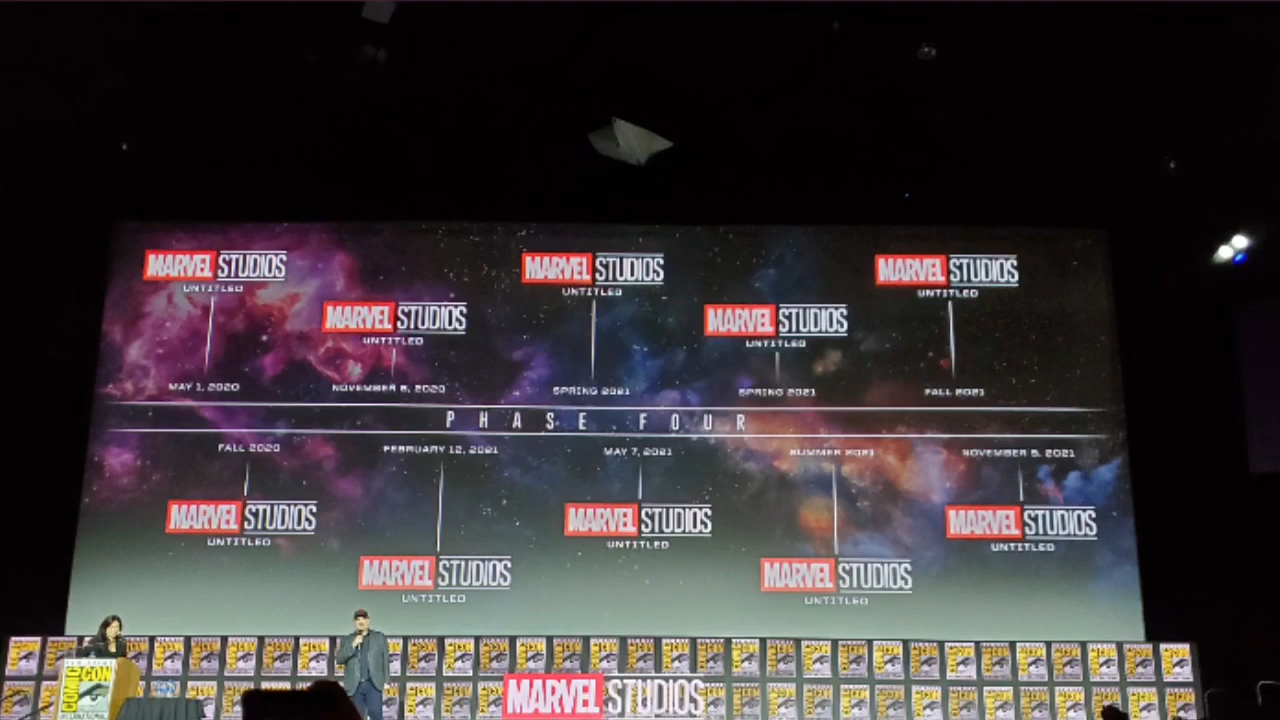 MARVEL STUDIOS
UNTITLED
MAY 1, 2020
MARVEL STUDIOS
UNTITLED
NOVEMBER 6, 2020
MARVEL STUDIOS
UNTITLED
SPRING 2021
MARVEL STUDIOS
UNTITLED
SPRING 2021
MARVEL STUDIOS
UNTITLED
FALL 2021
PHASE FOUR
FALL 2020
MARVEL STUDIOS
UNTITLED
FEBRUARY 12, 2021
MARVEL STUDIOS
UNTITLED
MAY 7, 2021
MARVEL STUDIOS
UNTITLED
SUMMER 2021
MARVEL STUDIOS
UNTITLED
NOVEMBER 5, 2021
MARVEL STUDIOS
UNTITLED
COMIC CON
INTERNATIONAL
MARVEL STUDIOS